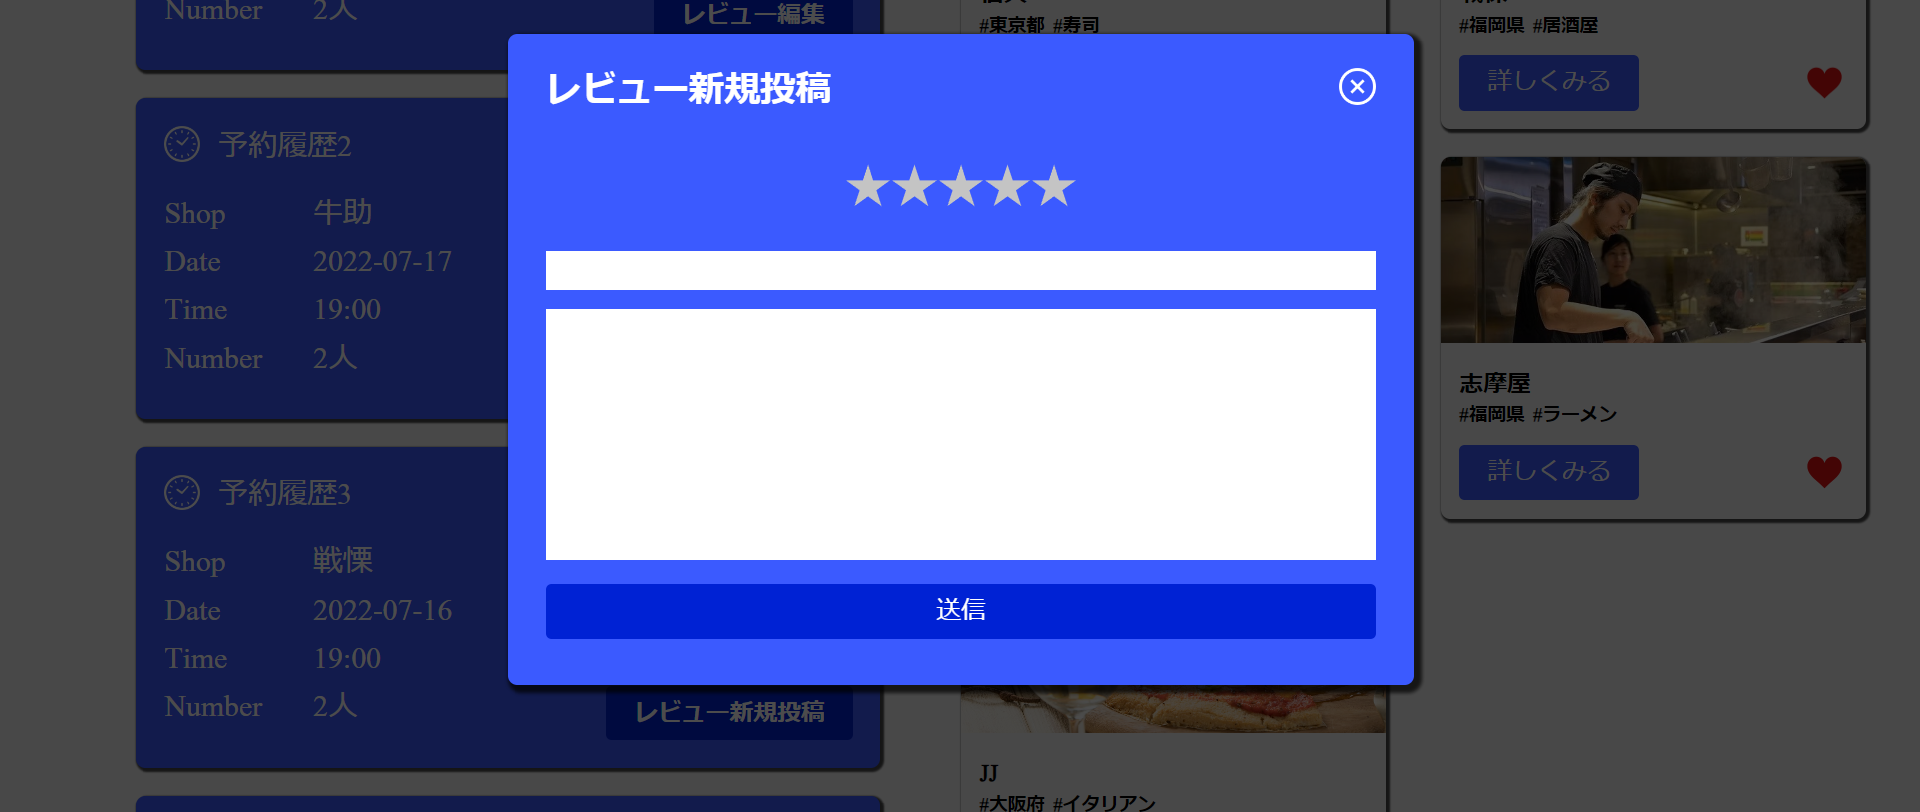 Number 2人
レビュー編集
予約履歴2
Shop 牛助
Date 2022-07-17
Time 19:00
Number 2人
予約履歴3
Shop 戦慄
Date 2022-07-16
Time 19:00
Number 2人
レビュー新規投稿
レビュー新規投稿
送信
#東京都 #寿司
JJ
#大阪府 #イタリアン
#福岡県 #居酒屋
詳しくみる
志摩屋
#福岡県 #ラーメン
詳しくみる